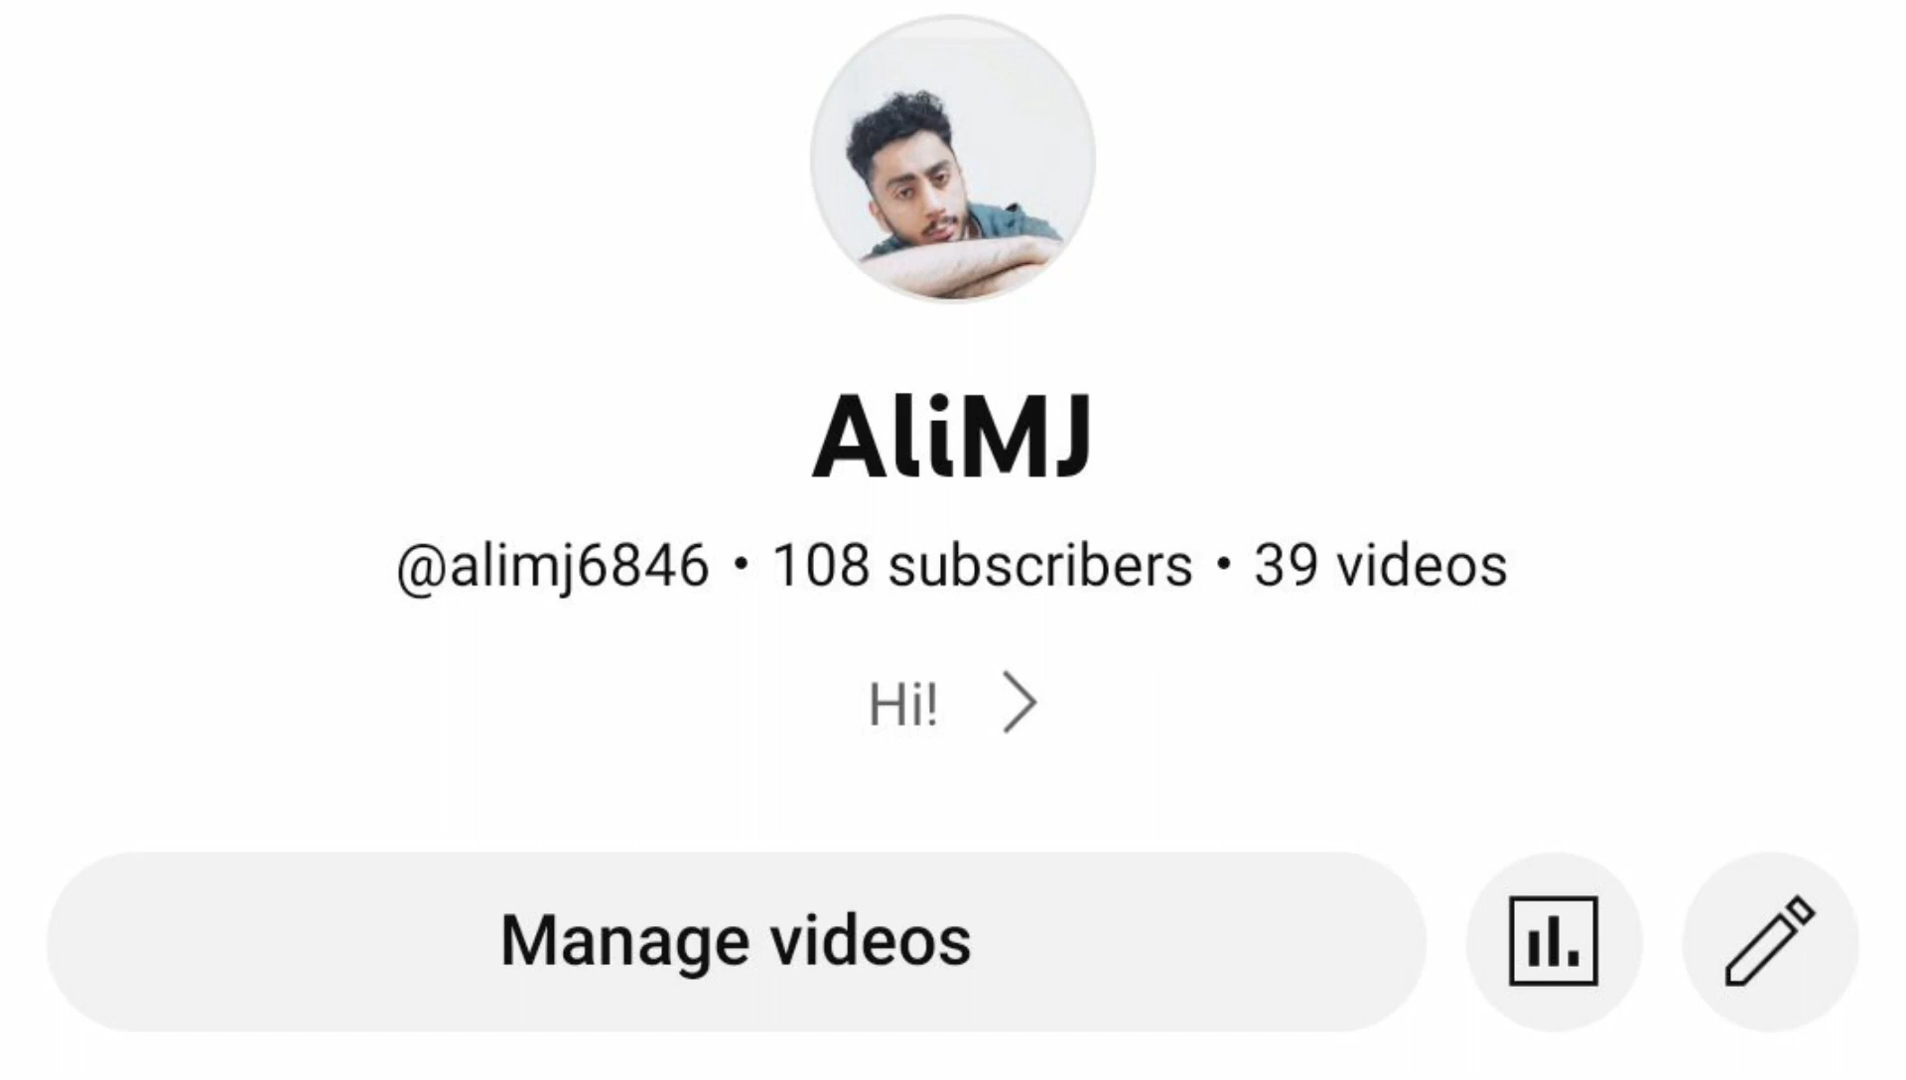 AliMJ
@alimj6846 • 108 subscribers • 39 videos
Hi!
Manage videos